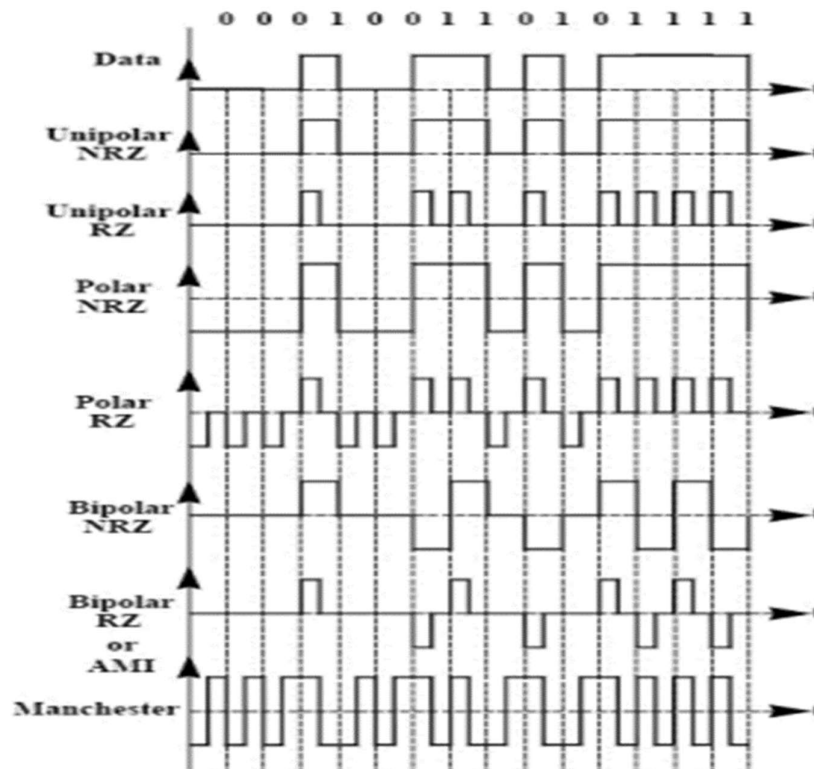 0 0 0 1 0 0 1 1 0 1 0 1 1 1 1
Data
Unipolar
NRZ
Unipolar
RZ
Polar
NRZ
Polar
RZ
Bipolar
NRZ
Bipolar
RZ
or
AMI
Manchester